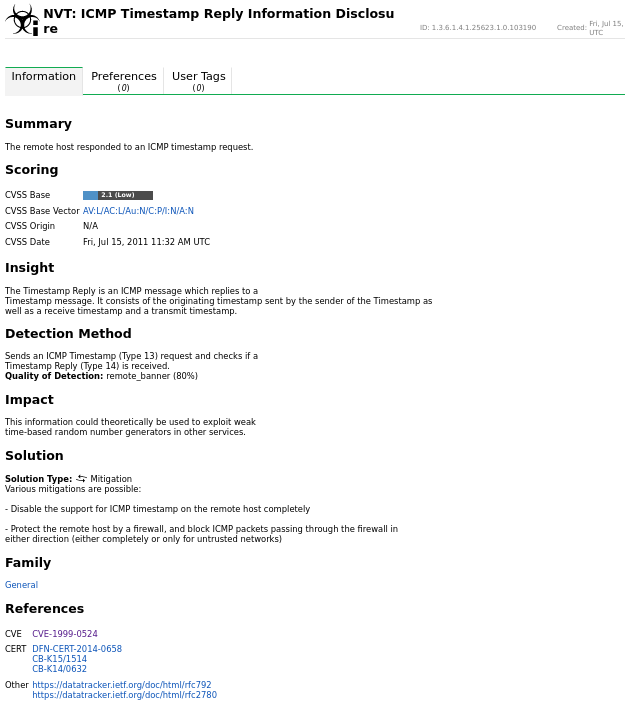 NVT: ICMP Timestamp Reply Information Disclosu
re
ID: 1.3.6.1.4.1.25623.1.0.103190 Created: Fri, Jul 15,
UTC
Information Preferences User Tags
(0) (0)
Summary
The remote host responded to an ICMP timestamp request.
Scoring
CVSS Base 2.1 (Low)
CVSS Base Vector AV:L/AC:L/Au:N/C:P/I:N/A:N
CVSS Origin N/A
CVSS Date Fri, Jul 15, 2011 11:32 AM UTC
Insight
The Timestamp Reply is an ICMP message which replies to a
Timestamp message. It consists of the originating timestamp sent by the sender of the Timestamp as
well as a receive timestamp and a transmit timestamp.
Detection Method
Sends an ICMP Timestamp (Type 13) request and checks if a
Timestamp Reply (Type 14) is received.
Quality of Detection: remote_banner (80%)
Impact
This information could theoretically be used to exploit weak
time-based random number generators in other services.
Solution
Solution Type: Mitigation
Various mitigations are possible:
- Disable the support for ICMP timestamp on the remote host completely
- Protect the remote host by a firewall, and block ICMP packets passing through the firewall in
either direction (either completely or only for untrusted networks)
Family
General
References
CVE CVE-1999-0524
CERT DFN-CERT-2014-0658
CB-K15/1514
CB-K14/0632
Other https://datatracker.ietf.org/doc/html/rfc792
https://datatracker.ietf.org/doc/html/rfc2780